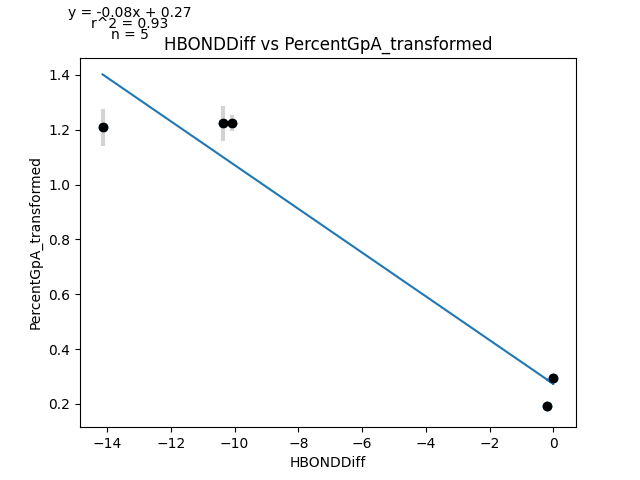 y = -0.08x + 0.27
r^2 = 0.93
n = 5
HBONDDiff vs PercentGpA_transformed
PercentGpA_transformed
1.4
1.2
1.0
0.8
0.6
0.4
0.2
−14
−12
−10
−8
−6
−4
−2
0
HBONDDiff